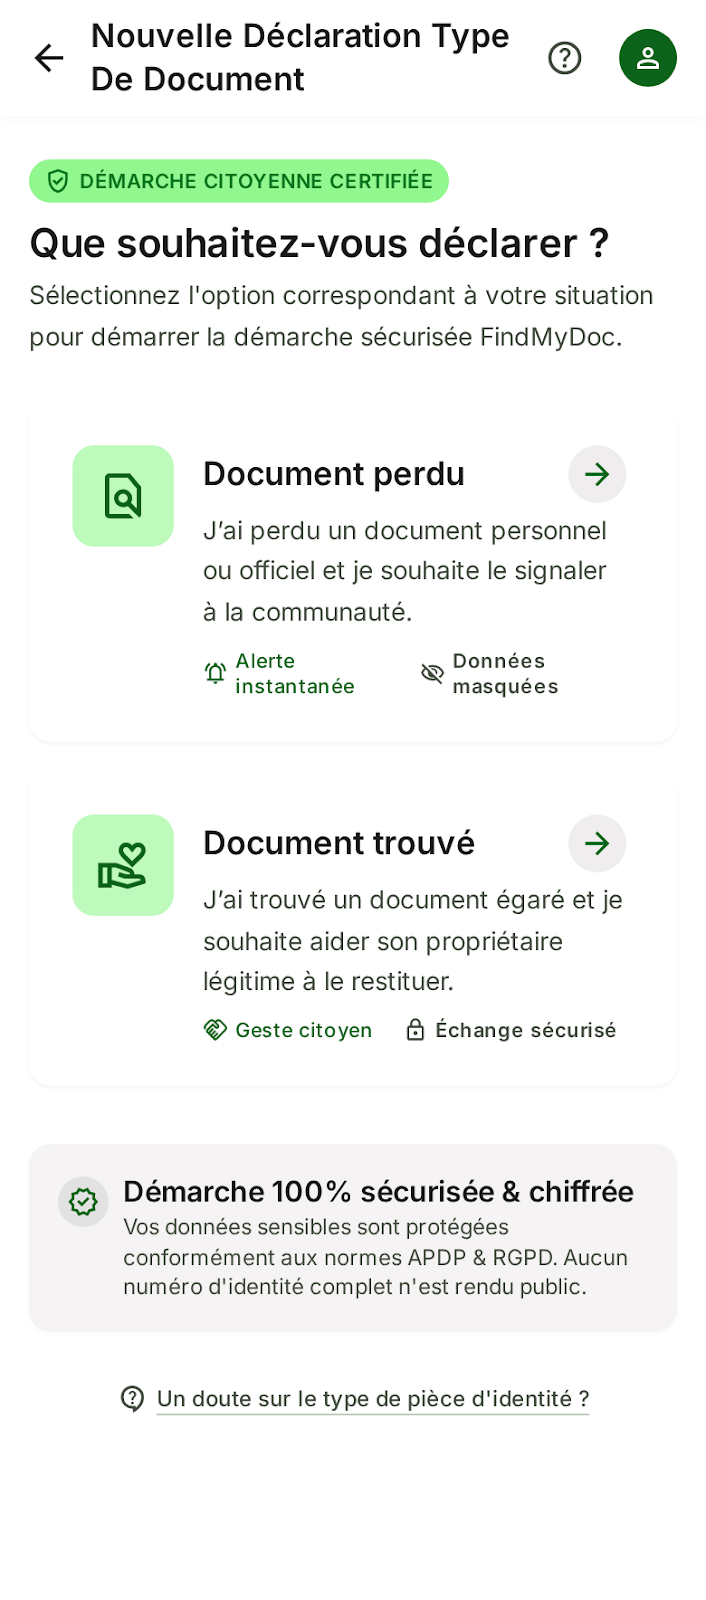 Nouvelle Déclaration Type
De Document
DÉMARCHE CITOYENNE CERTIFIÉE
Que souhaitez-vous déclarer ?
Sélectionnez l'option correspondant à votre situation
pour démarrer la démarche sécurisée FindMyDoc.
Document perdu
J’ai perdu un document personnel
ou officiel et je souhaite le signaler
à la communauté.
Alerte
instantanée
Données
masquées
Document trouvé
J’ai trouvé un document égaré et je
souhaite aider son propriétaire
légitime à le restituer.
Geste citoyen
Échange sécurisé
Démarche 100% sécurisée & chiffrée
Vos données sensibles sont protégées
conformément aux normes APDP & RGPD. Aucun
numéro d'identité complet n'est rendu public.
Un doute sur le type de pièce d'identité ?